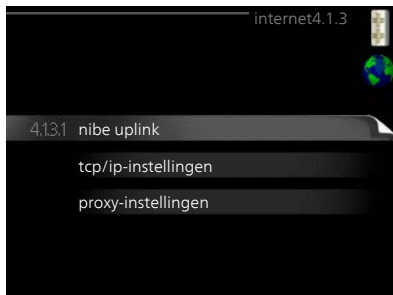 internet4.1.3
4.1.3.1 nibe uplink
tcp/ip-instellingen
proxy-instellingen